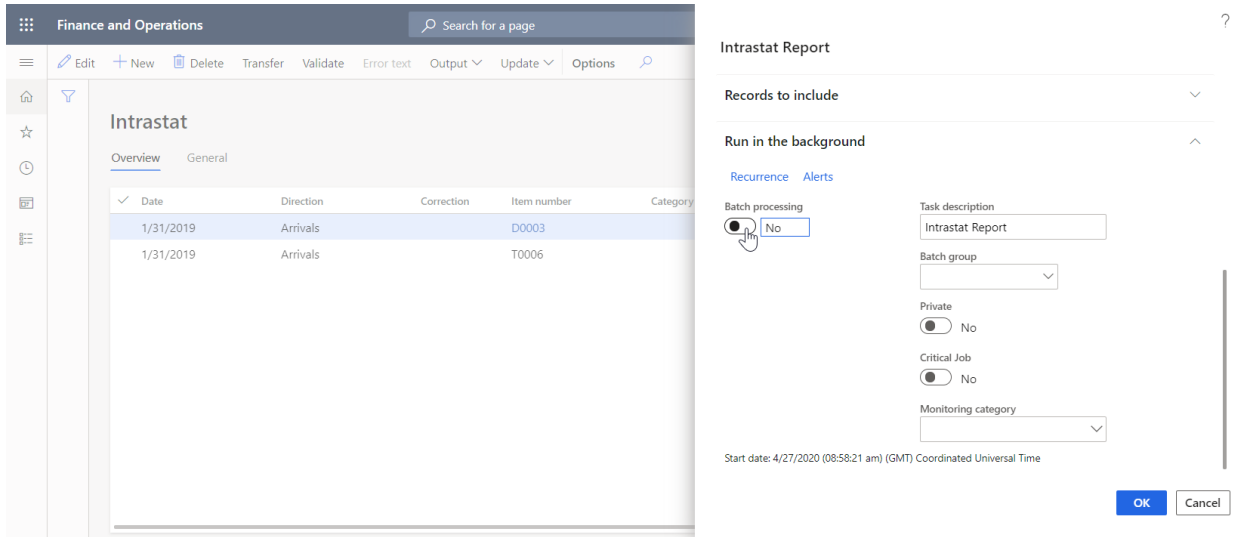 Finance and Operations
Search for a page
?
Edit New Delete Transfer Validate Error text Output Update Options
Intrastat
Overview General
Date Direction Correction Item number Category
1/31/2019 Arrivals D0003
1/31/2019 Arrivals T0006
Intrastat Report
Records to include
Run in the background
Recurrence Alerts
Batch processing
No
Task description
Intrastat Report
Batch group
Private
No
Critical Job
No
Monitoring category
Start date: 4/27/2020 (08:58:21 am) (GMT) Coordinated Universal Time
OK Cancel